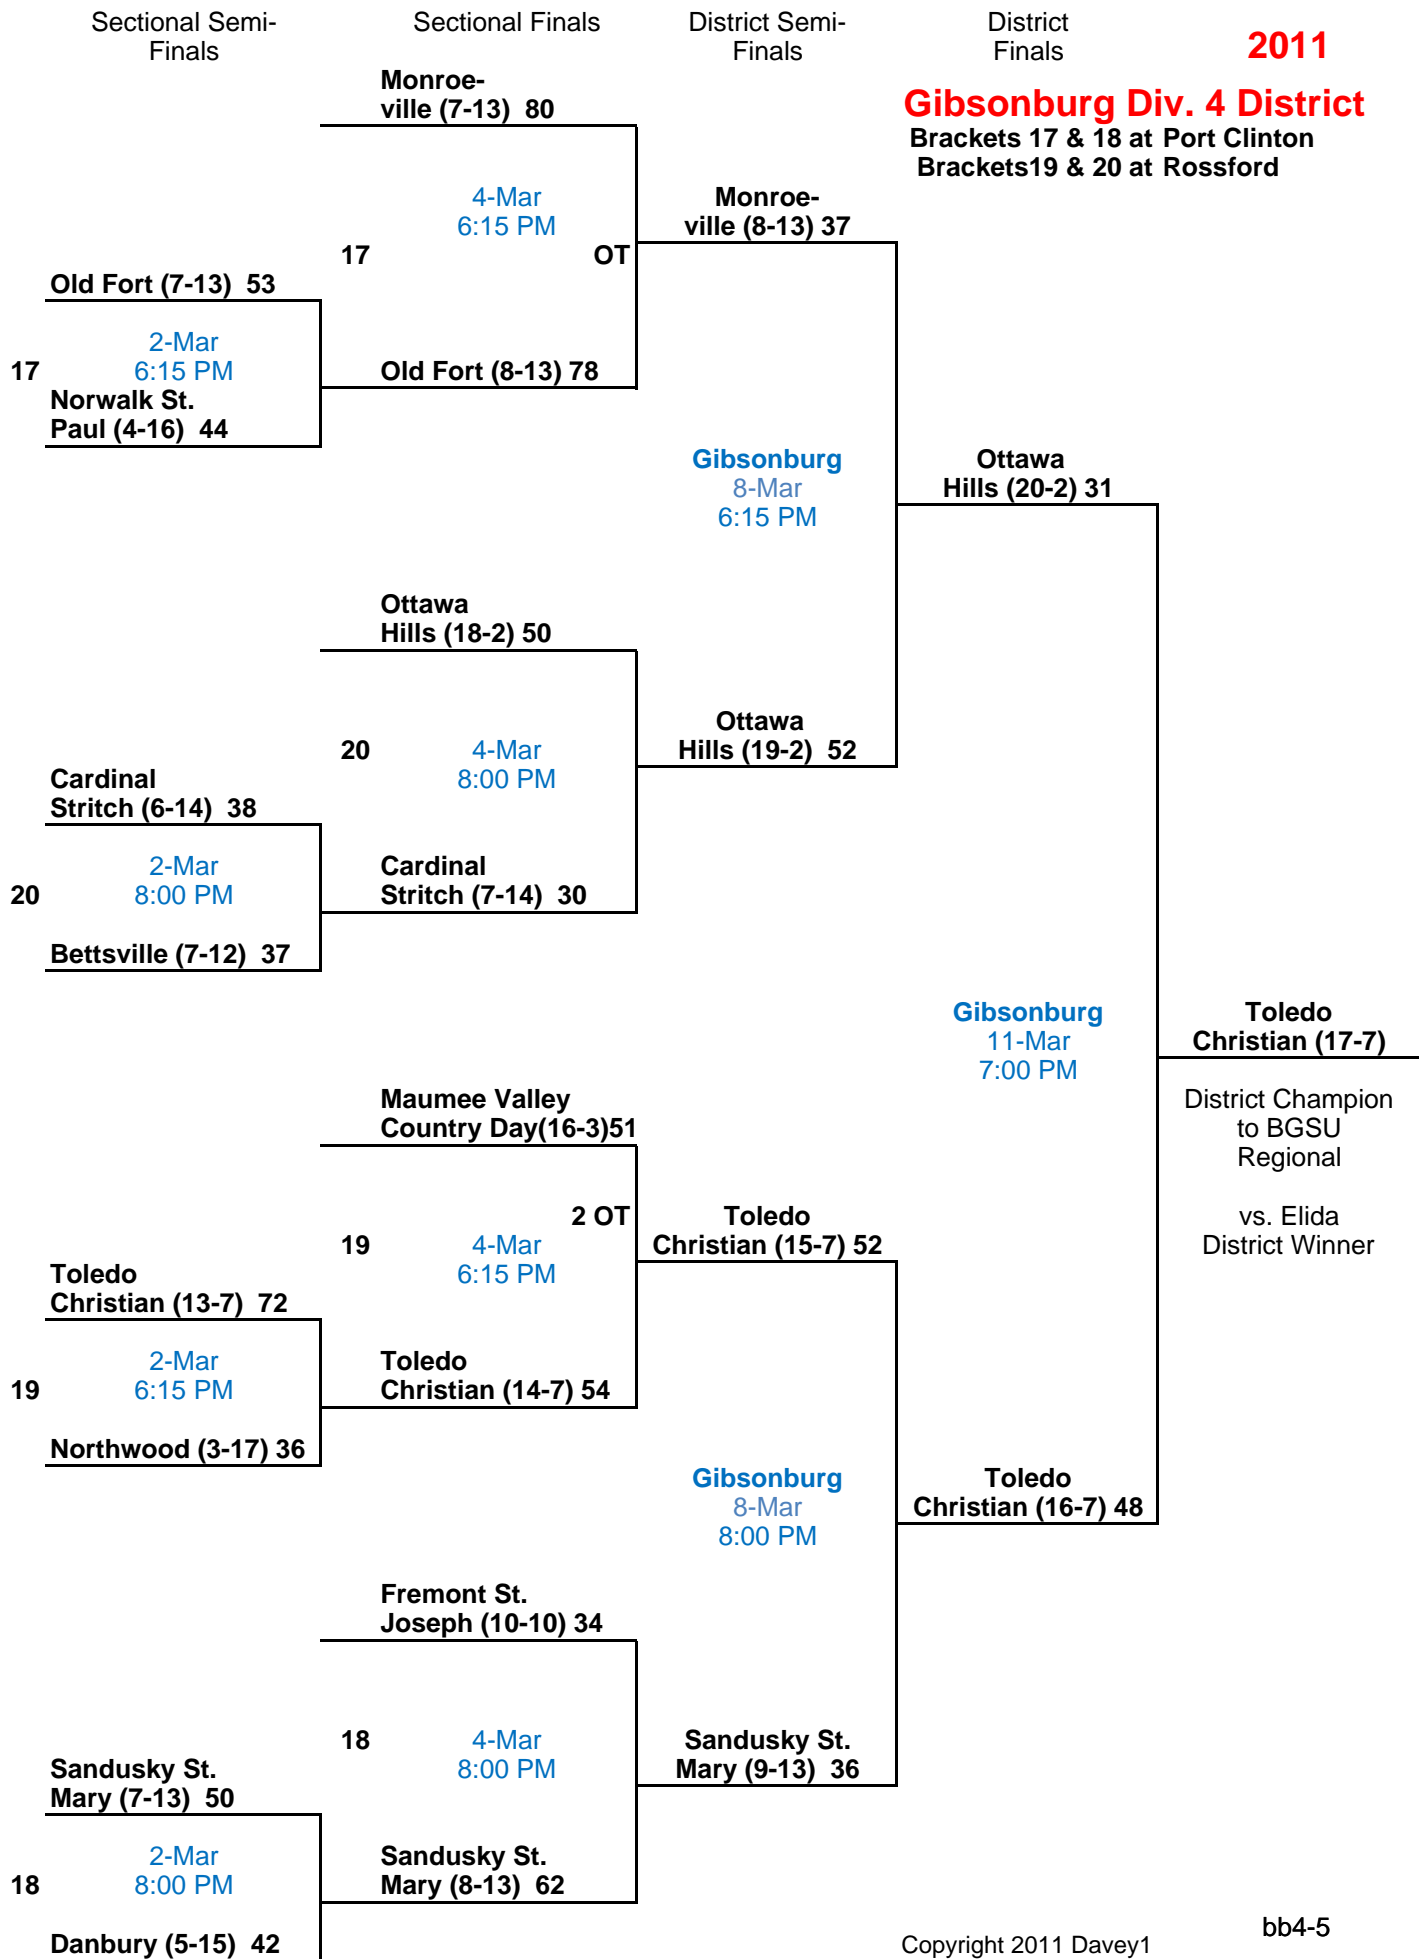 Sectional Semi-
Finals
Sectional Finals
District Semi-
Finals
District
Finals
2011
Gibsonburg Div. 4 District
Brackets 17 & 18 at Port Clinton
Brackets19 & 20 at Rossford
Monroe-
ville (7-13) 80
4-Mar
6:15 PM
17
OT
Monroe-
ville (8-13) 37
Old Fort (7-13) 53
2-Mar
17
6:15 PM
Norwalk St.
Paul (4-16) 44
Old Fort (8-13) 78
Gibsonburg
8-Mar
6:15 PM
Ottawa
Hills (20-2) 31
Ottawa
Hills (18-2) 50
20
4-Mar
8:00 PM
Ottawa
Hills (19-2) 52
Cardinal
Stritch (6-14) 38
2-Mar
20
8:00 PM
Bettsville (7-12) 37
Cardinal
Stritch (7-14) 30
Gibsonburg
11-Mar
7:00 PM
Toledo
Christian (17-7)
District Champion
to BGSU
Regional
vs. Elida
District Winner
Maumee Valley
Country Day(16-3)51
2 OT
19
4-Mar
6:15 PM
Toledo
Christian (15-7) 52
Toledo
Christian (13-7) 72
2-Mar
19
6:15 PM
Northwood (3-17) 36
Toledo
Christian (14-7) 54
Gibsonburg
8-Mar
8:00 PM
Toledo
Christian (16-7) 48
Fremont St.
Joseph (10-10) 34
18
4-Mar
8:00 PM
Sandusky St.
Mary (9-13) 36
Sandusky St.
Mary (7-13) 50
2-Mar
18
8:00 PM
Danbury (5-15) 42
Sandusky St.
Mary (8-13) 62
Copyright 2011 Davey1
bb4-5